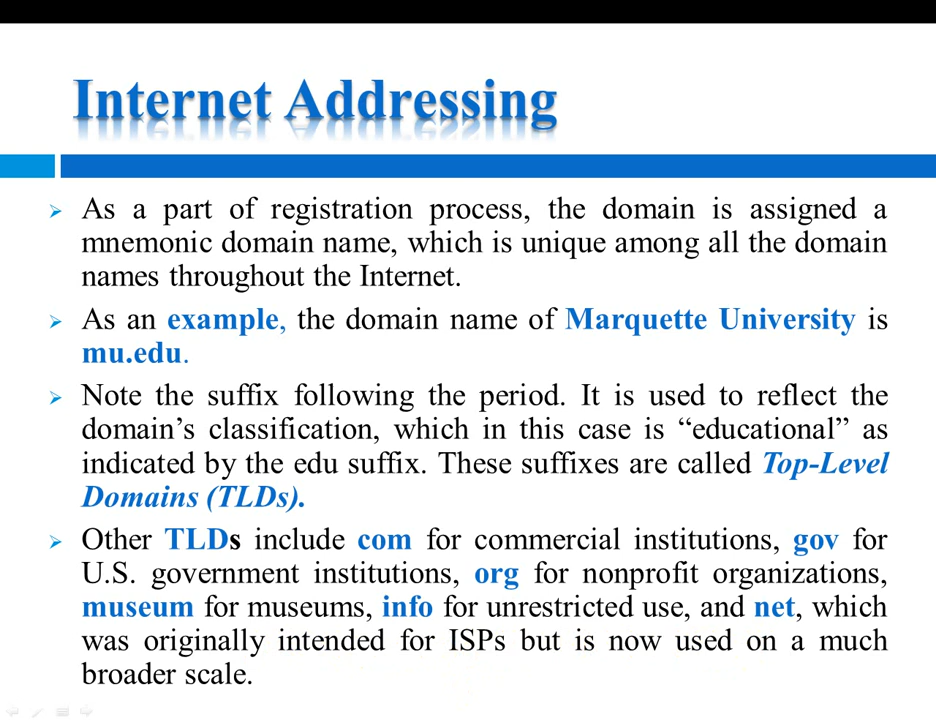 Internet Addressing
As a part of registration process, the domain is assigned a
mnemonic domain name, which is unique among all the domain
names throughout the Internet.
As an example, the domain name of Marquette University is
mu.edu.
Note the suffix following the period. It is used to reflect the
domain’s classification, which in this case is “educational” as
indicated by the edu suffix. These suffixes are called Top-Level
Domains (TLDs).
Other TLDs include com for commercial institutions, gov for
U.S. government institutions, org for nonprofit organizations,
museum for museums, info for unrestricted use, and net, which
was originally intended for ISPs but is now used on a much
broader scale.